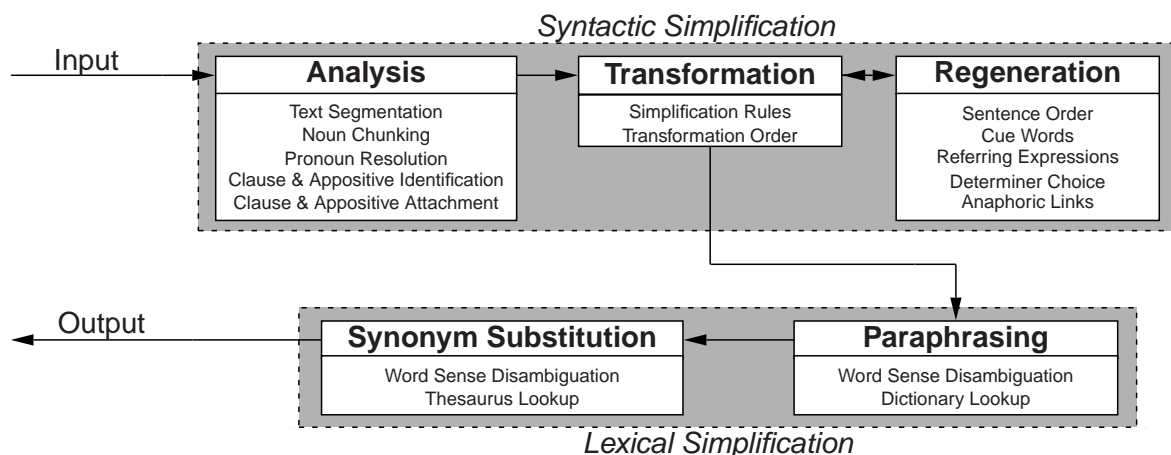 Syntactic Simplification
Input
Analysis
Text Segmentation
Noun Chunking
Pronoun Resolution
Clause & Appositive Identification
Clause & Appositive Attachment
Transformation
Simplification Rules
Transformation Order
Regeneration
Sentence Order
Cue Words
Referring Expressions
Determiner Choice
Anaphoric Links
Output
Synonym Substitution
Word Sense Disambiguation
Thesaurus Lookup
Paraphrasing
Word Sense Disambiguation
Dictionary Lookup
Lexical Simplification